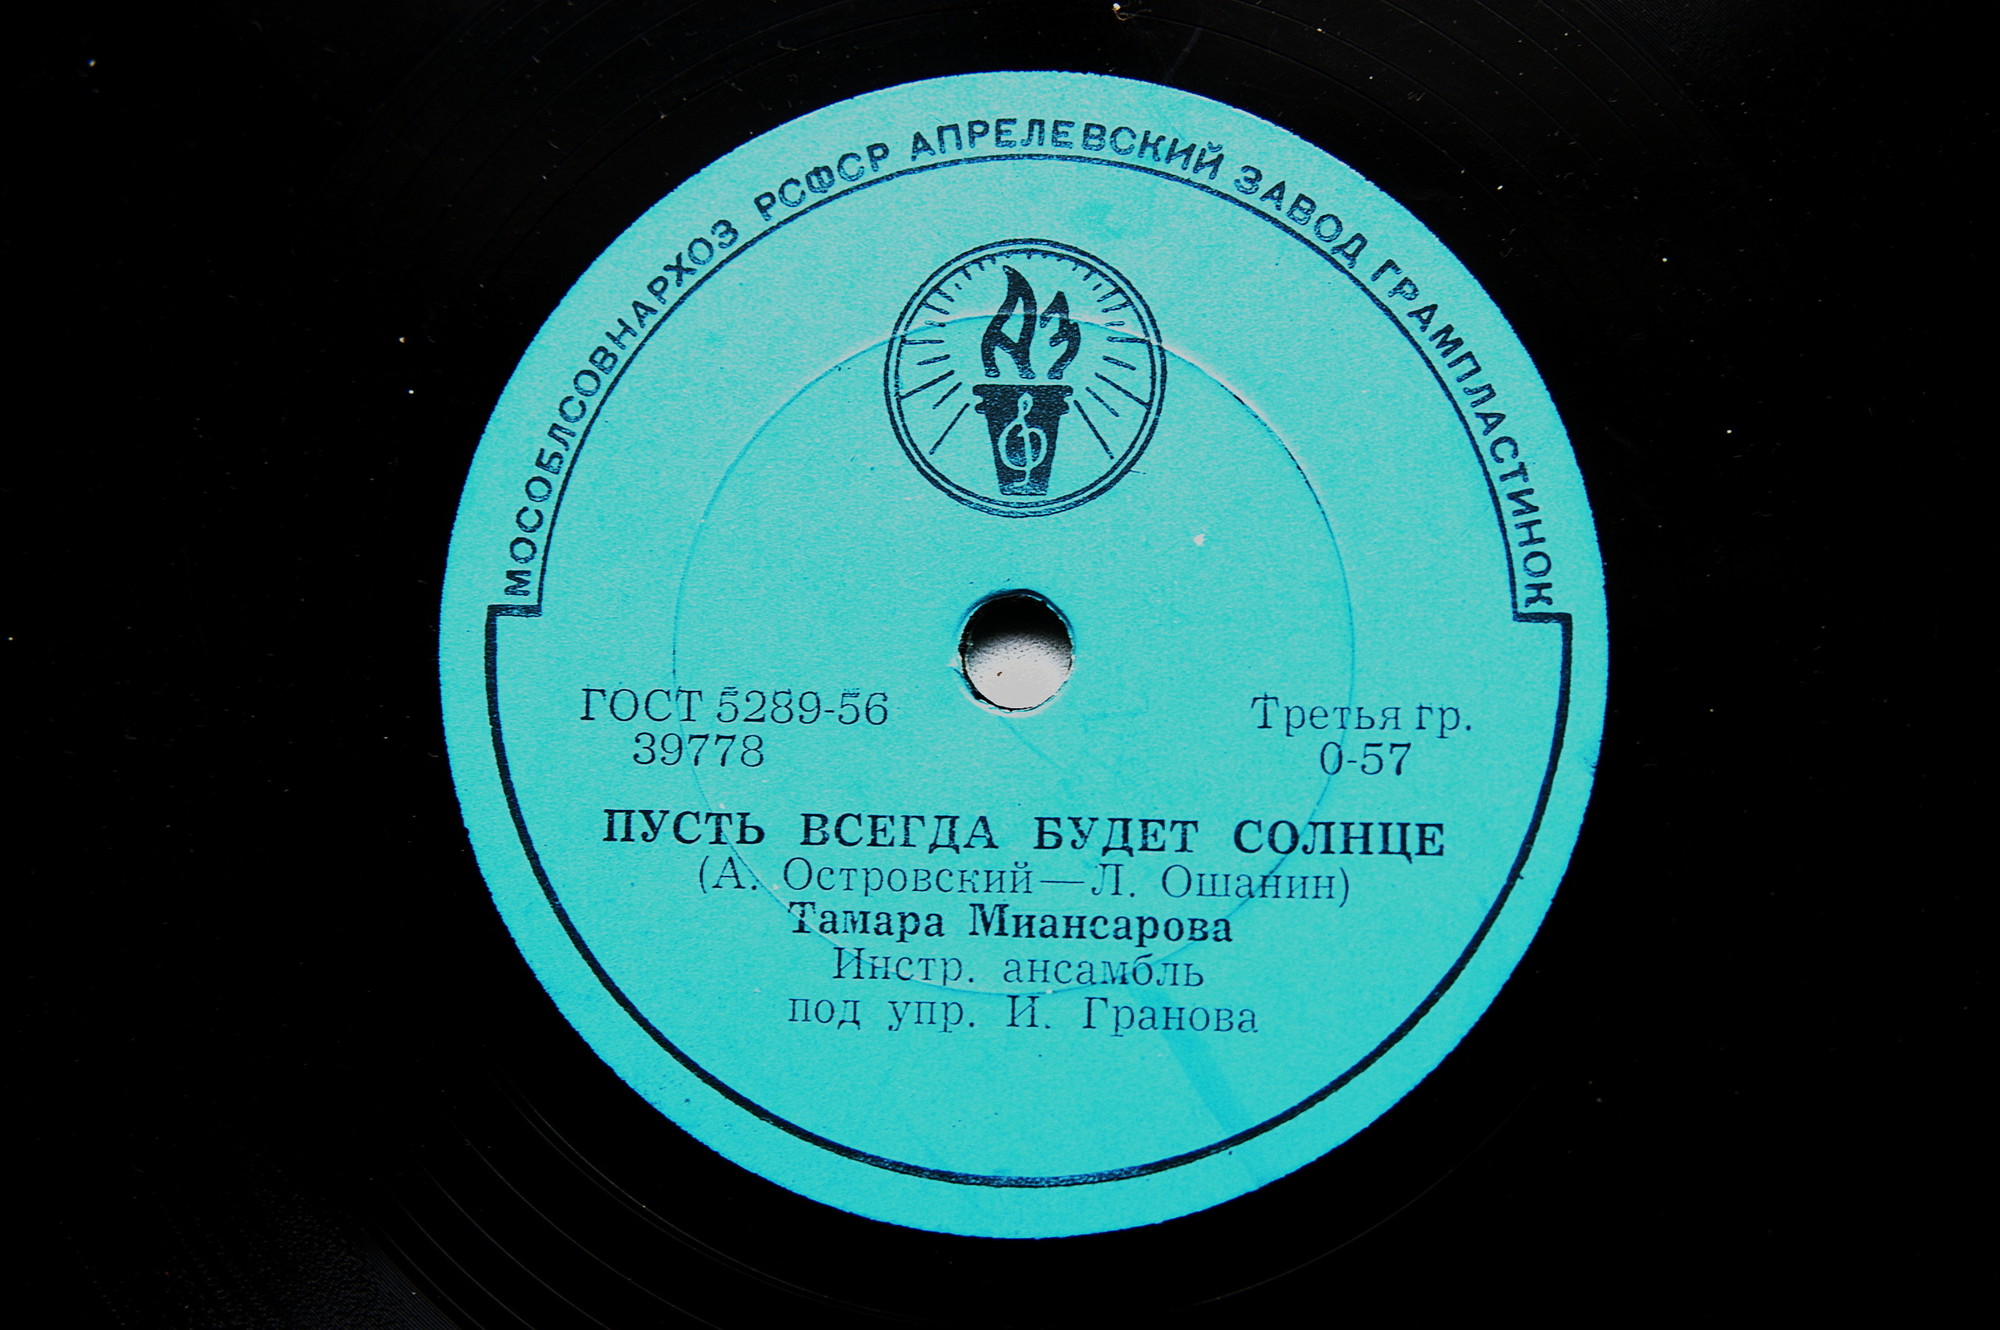 МОСОБЛСОВНАРХОЗ РСФСР АПРЕЛЕВСКИЙ ЗАВОД ГРАМПЛАСТИНОК
АЗ
ГОСТ 5289-56
39778
Третья гр.
0-57
ПУСТЬ ВСЕГДА БУДЕТ СОЛНЦЕ
(А. Островский—Л. Ошанин)
Тамара Миансарова
Инстр. ансамбль
под упр. И. Гранова